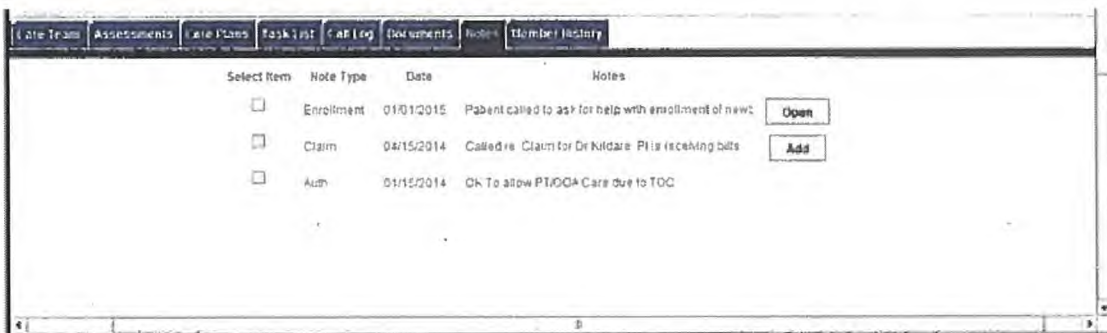 Care Team Assessments Care Plans Task List Call Log Documents Notes Member History
Select Item Note Type Date Notes
Enrollment 01/01/2015 Patient called to ask for help with enrollment of new Open
Claim 04/15/2014 Called re Claim for Dr Kildare Pt is receiving bills Add
Auth 01/15/2014 OK To allow PT/OOA Care due to TOC